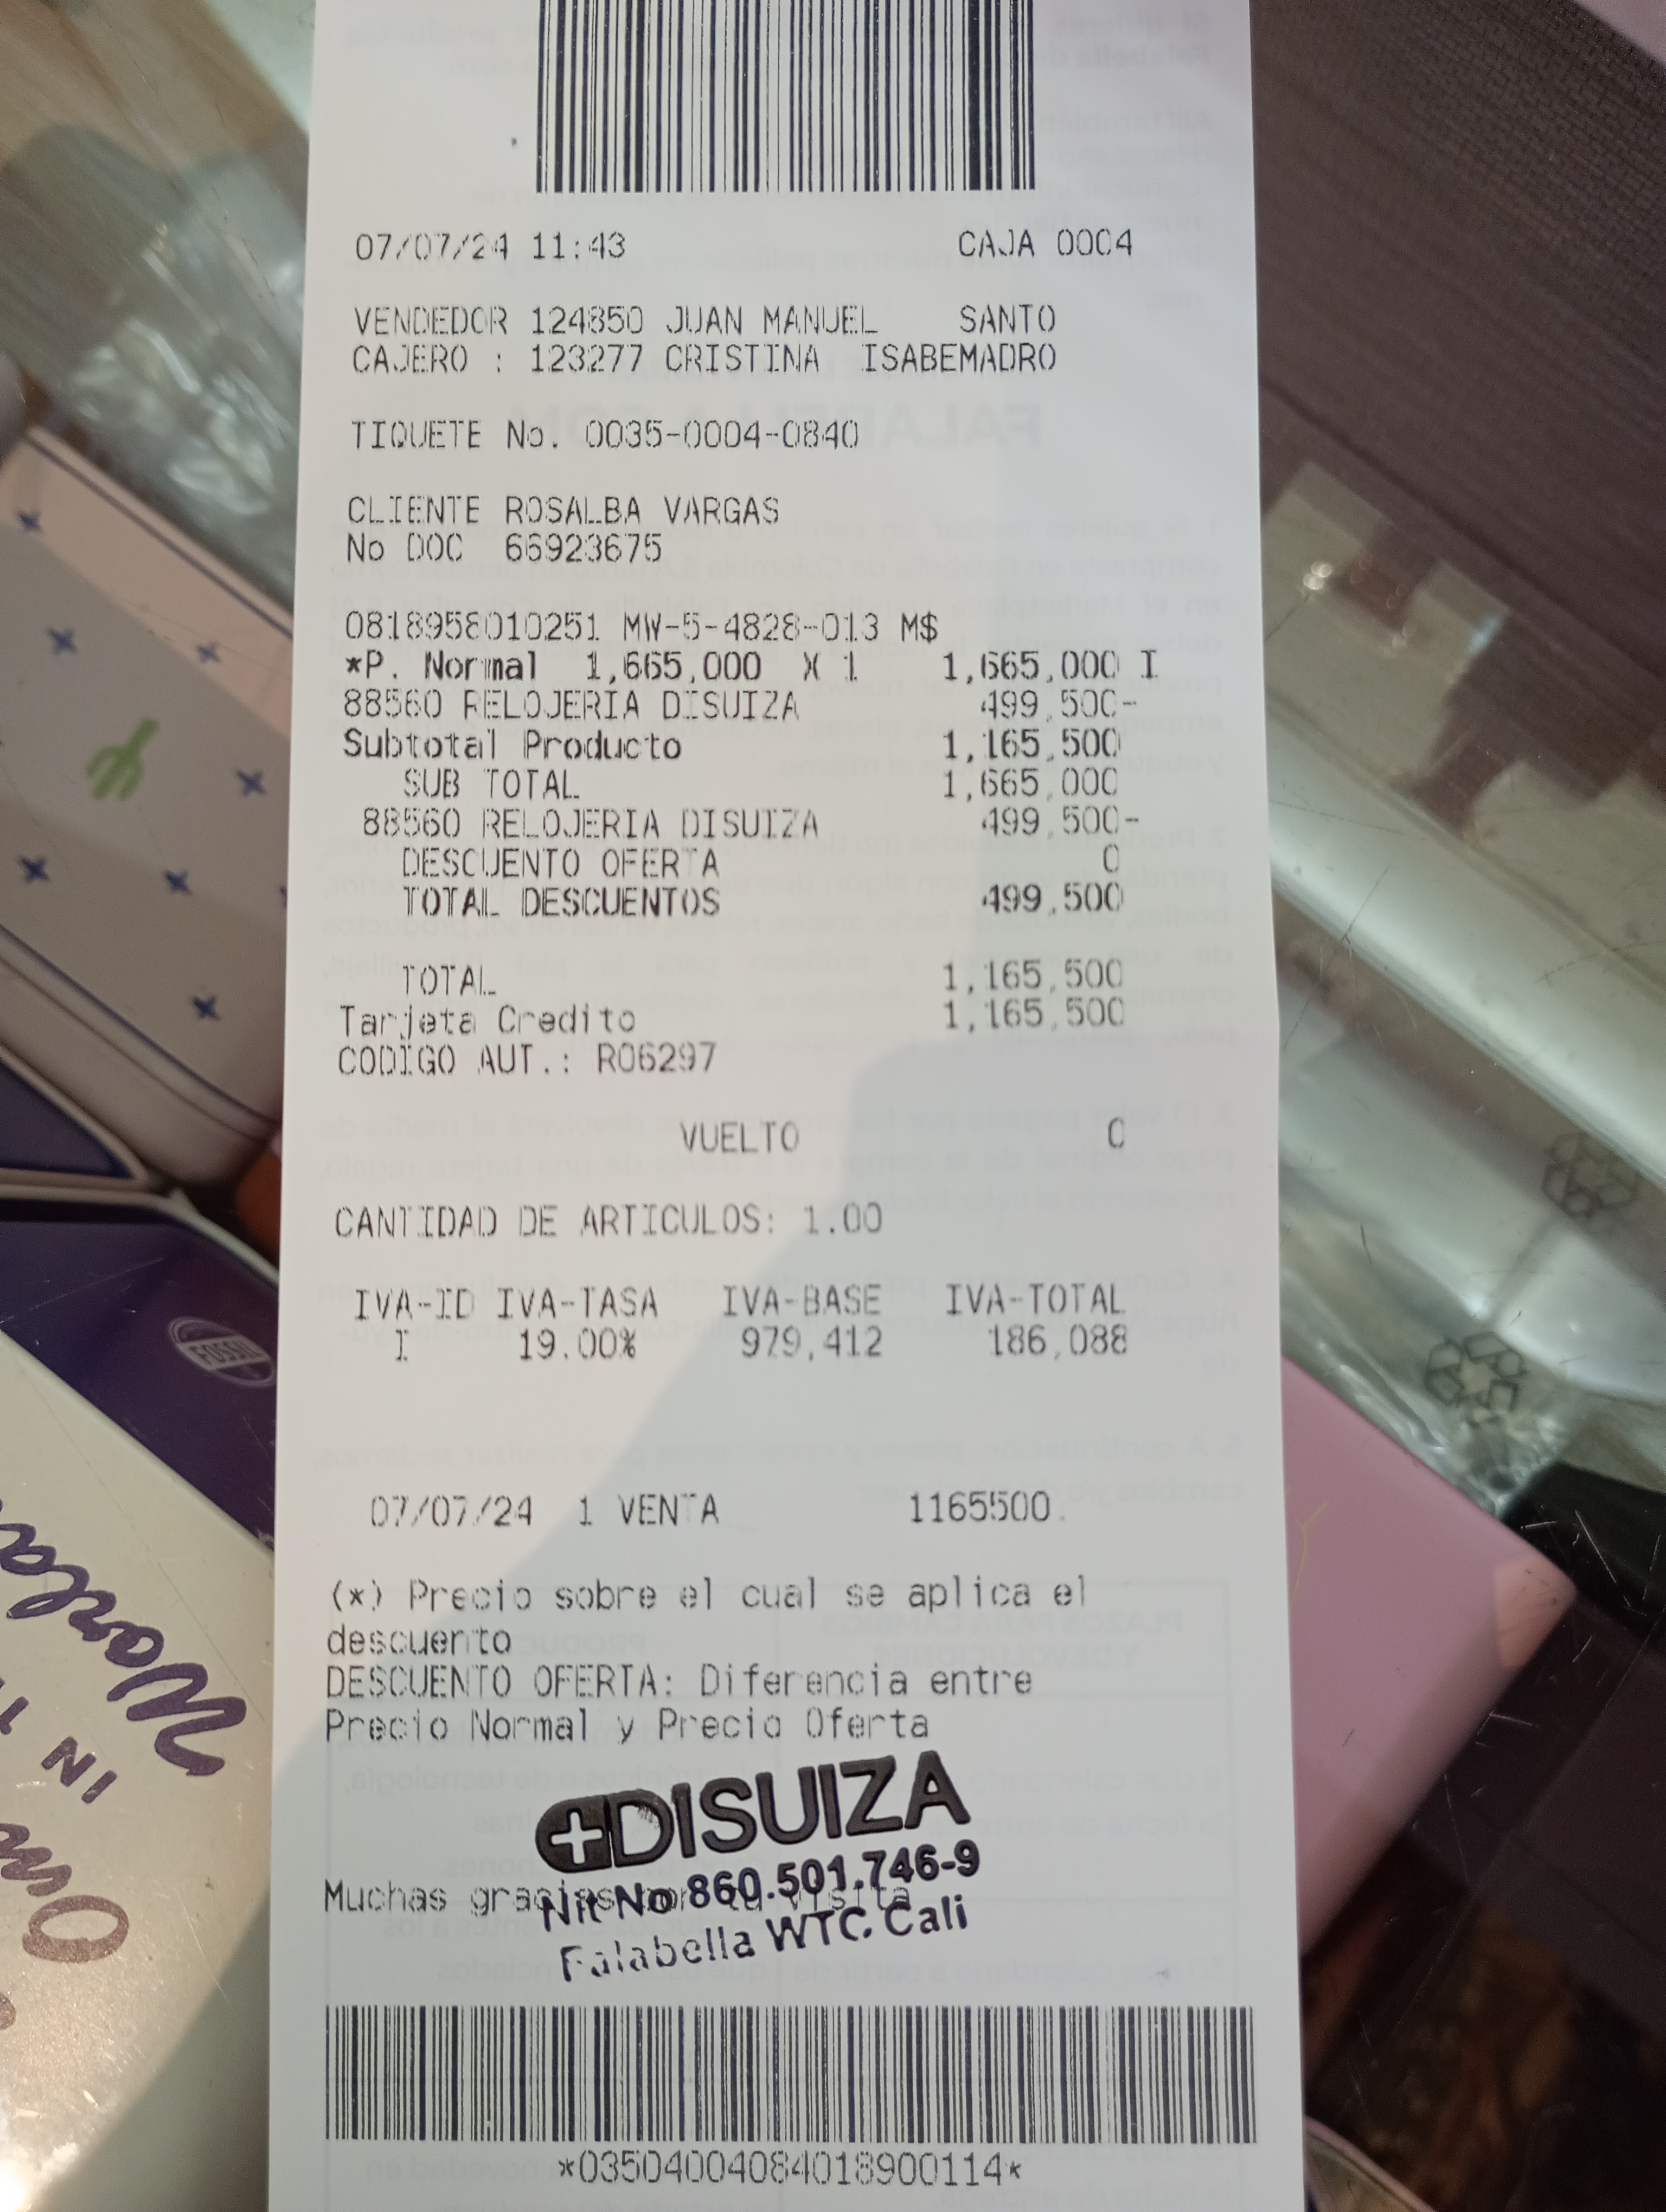 07/07/24 11:43 CAJA 0004
VENDEDOR 124850 JUAN MANUEL SANTO
CAJERO : 123277 CRISTINA ISABEMADRO
TIQUETE No. 0035-0004-0840
CLIENTE ROSALBA VARGAS
No DOC 66923675
0818958010251 MW-5-4828-013 M$
*P. Normal 1,665,000 X 1 1,665,000 I
88560 RELOJERIA DISUIZA 499,500-
Subtotal Producto 1,165,500
SUB TOTAL 1,665,000
88560 RELOJERIA DISUIZA 499,500-
DESCUENTO OFERTA 0
TOTAL DESCUENTOS 499,500
TOTAL 1,165,500
Tarjeta Credito 1,165,500
CODIGO AUT.: R06297
VUELTO 0
CANTIDAD DE ARTICULOS: 1.00
IVA-ID IVA-TASA IVA-BASE IVA-TOTAL
I 19.00% 979,412 186,088
07/07/24 1 VENTA 1165500.
(*) Precio sobre el cual se aplica el
descuento
DESCUENTO OFERTA: Diferencia entre
Precio Normal y Precio Oferta
DISUIZA
Nit No 860.501.746-9
Muchas gracias por tu visita
Falabella WTC. Cali
*03504004084018900114*
FOSSIL
IN